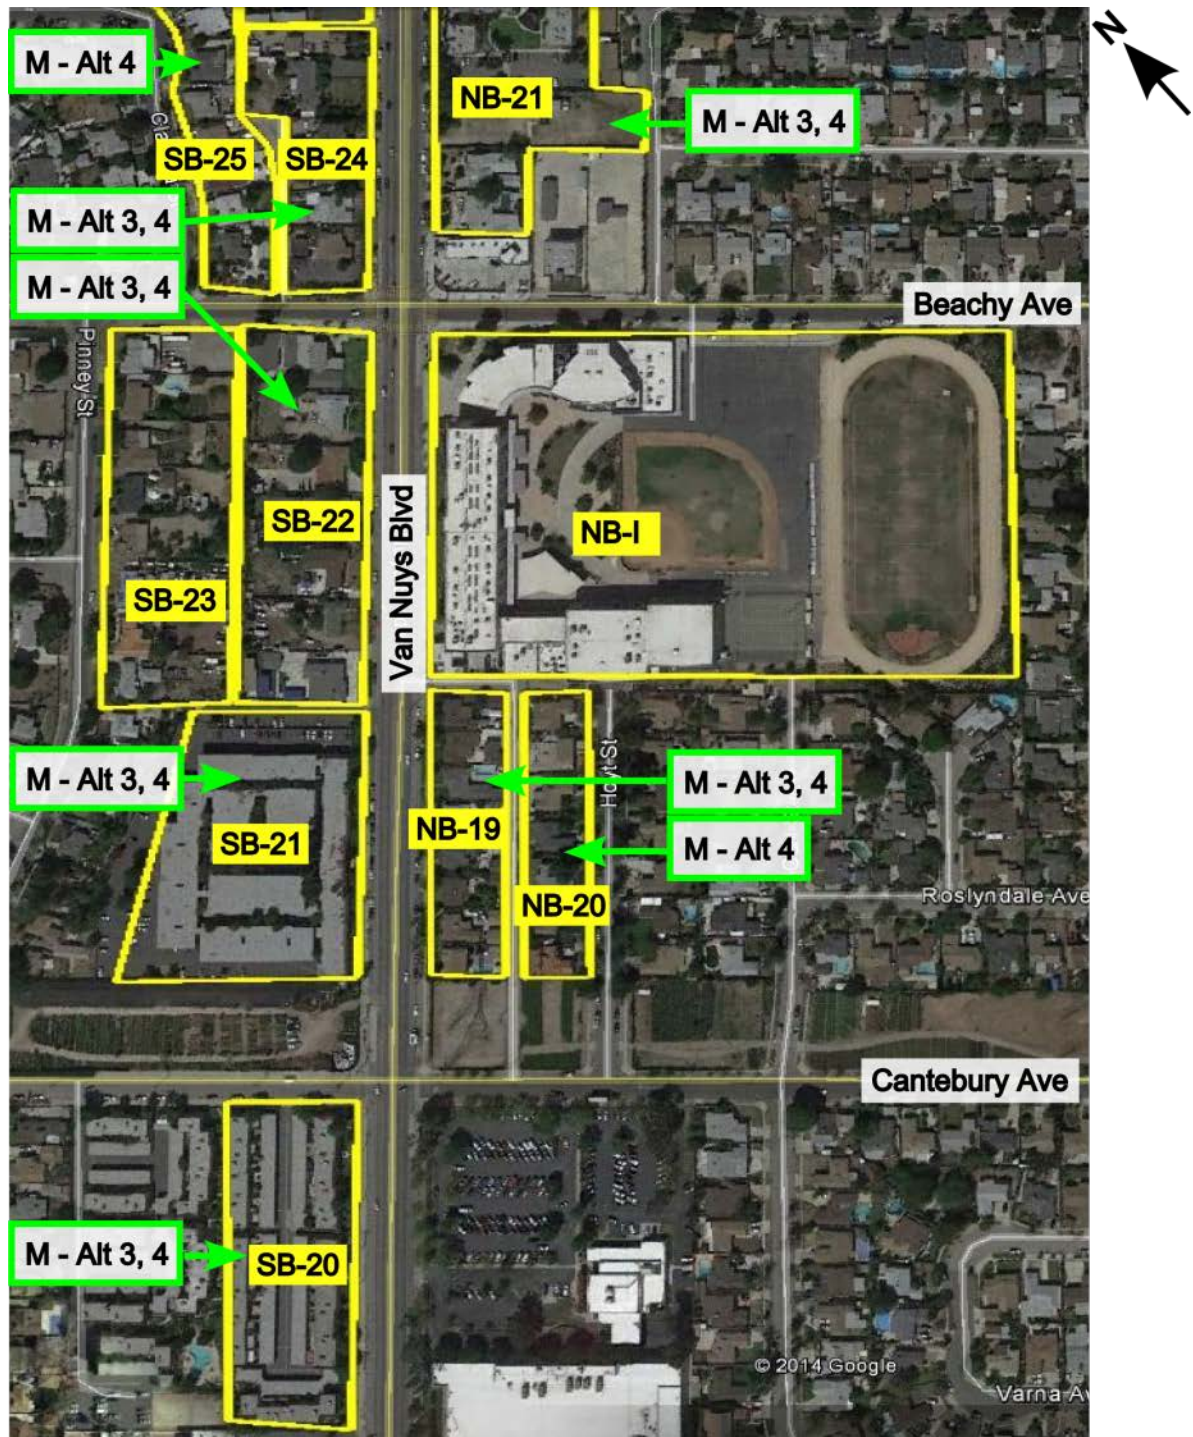 N
M - Alt 4
NB-21
M - Alt 3, 4
SB-25
SB-24
M - Alt 3, 4
M - Alt 3, 4
Beachy Ave
Pinney St
Van Nuys Blvd
SB-22
NB-I
SB-23
M - Alt 3, 4
Hoyt St
M - Alt 3, 4
SB-21
NB-19
M - Alt 4
NB-20
Roslyndale Ave
Cantebury Ave
M - Alt 3, 4
SB-20
© 2014 Google